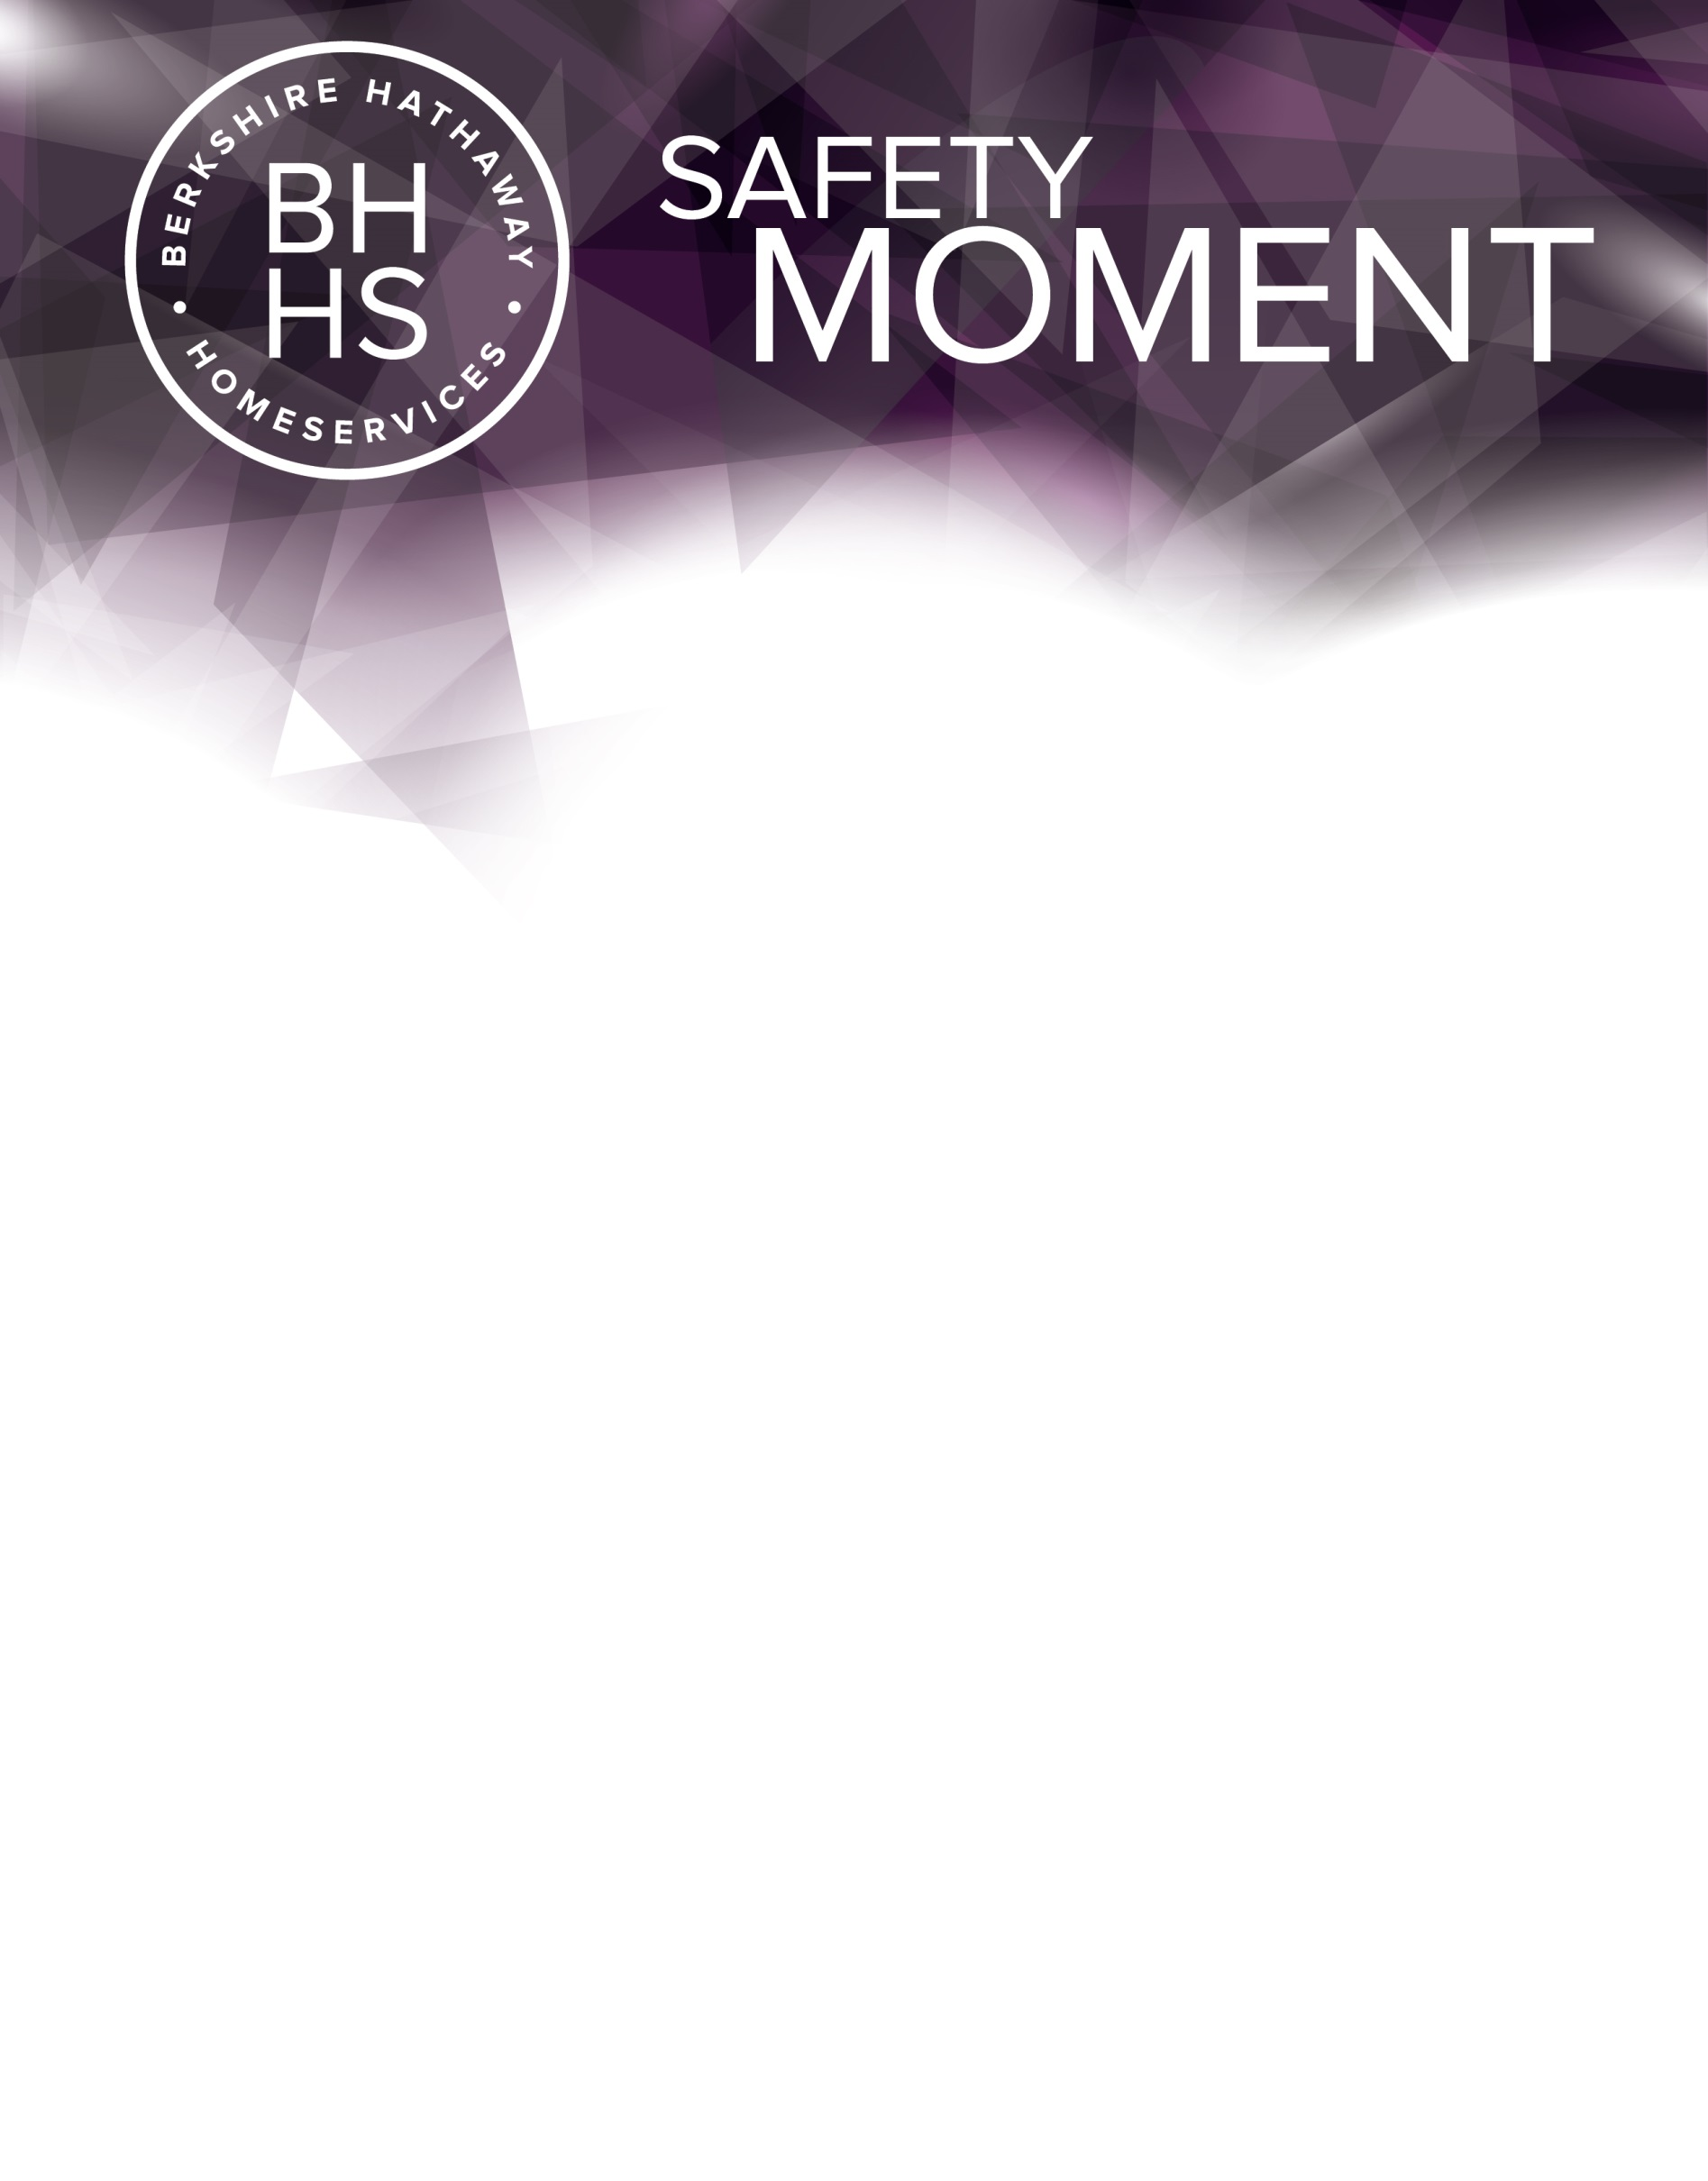 BERKSHIRE HATHAWAY
BH
HS
HOMESERVICES
SAFETY
MOMENT